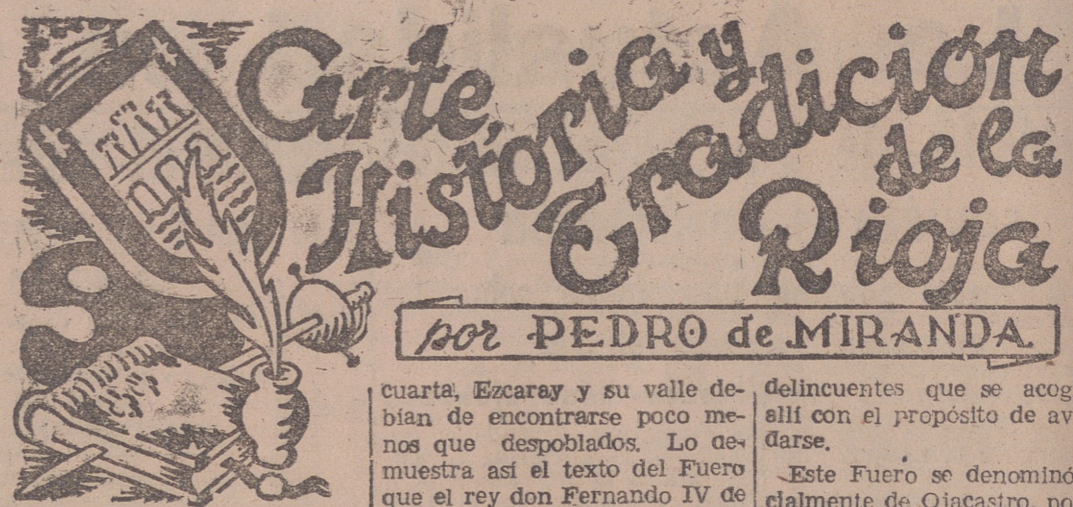 Arte,
Historia y
Tradición
de la
Rioja
por PEDRO de MIRANDA
cuarta, Ezcaray y su valle de-
bían de encontrarse poco me-
nos que despoblados. Lo de-
muestra así el texto del Fuero
que el rey don Fernando IV de
delincuentes que se acog
allí con el propósito de av
darse.
Este Fuero se denominó
cialmente de Ojacastro, po